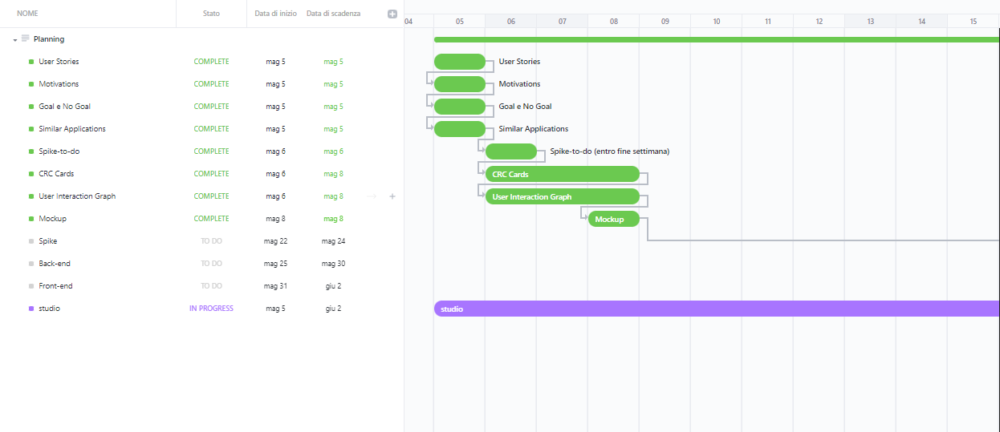 NOME Stato Data di inizio Data di scadenza
04 05 06 07 08 09 10 11 12 13 14 15
Planning
User Stories COMPLETE mag 5 mag 5 User Stories
Motivations COMPLETE mag 5 mag 5 Motivations
Goal e No Goal COMPLETE mag 5 mag 5 Goal e No Goal
Similar Applications COMPLETE mag 5 mag 5 Similar Applications
Spike-to-do COMPLETE mag 6 mag 6 Spike-to-do (entro fine settimana)
CRC Cards COMPLETE mag 6 mag 8 CRC Cards
User Interaction Graph COMPLETE mag 6 mag 8 User Interaction Graph
Mockup COMPLETE mag 8 mag 8 Mockup
Spike TO DO mag 22 mag 24
Back-end TO DO mag 25 mag 30
Front-end TO DO mag 31 giu 2
studio IN PROGRESS mag 5 giu 2 studio